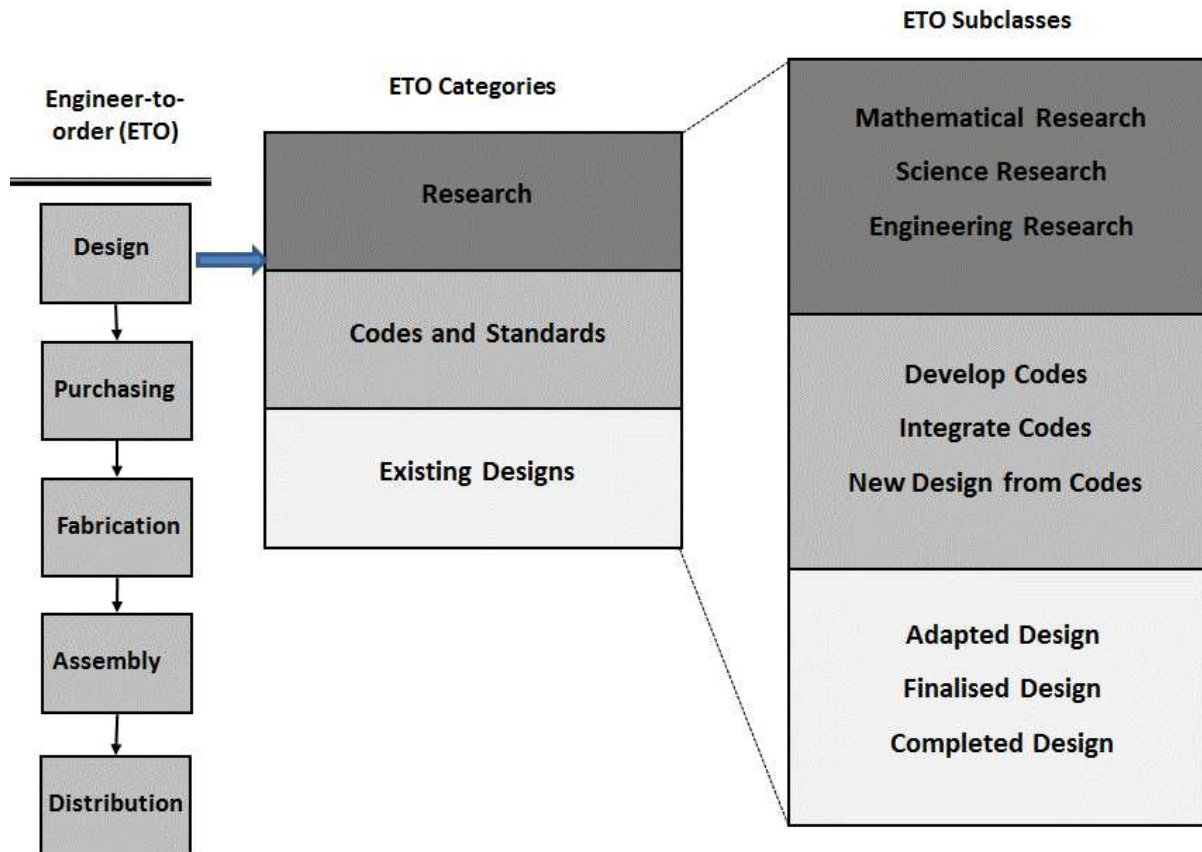 Engineer-to-
order (ETO)
Design
Purchasing
Fabrication
Assembly
Distribution
ETO Categories
Research
Codes and Standards
Existing Designs
ETO Subclasses
Mathematical Research
Science Research
Engineering Research
Develop Codes
Integrate Codes
New Design from Codes
Adapted Design
Finalised Design
Completed Design